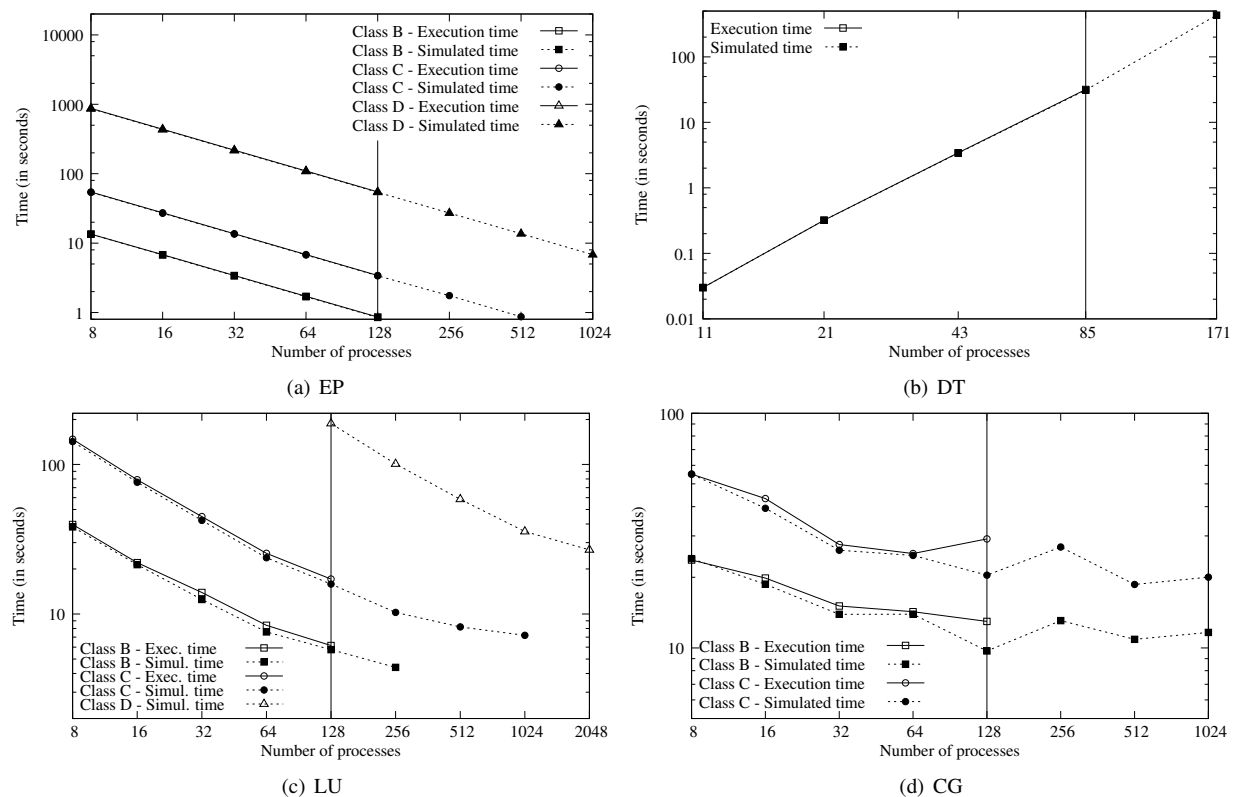 10000
1000
100
10
1
Time (in seconds)
Class B - Execution time
Class B - Simulated time
Class C - Execution time
Class C - Simulated time
Class D - Execution time
Class D - Simulated time
8 16 32 64 128 256 512 1024
Number of processes
(a) EP
100
10
1
0.1
0.01
Time (in seconds)
Execution time
Simulated time
11 21 43 85 171
Number of processes
(b) DT
100
10
Time (in seconds)
Class B - Exec. time
Class B - Simul. time
Class C - Exec. time
Class C - Simul. time
Class D - Simul. time
8 16 32 64 128 256 512 1024 2048
Number of processes
(c) LU
100
10
Time (in seconds)
Class B - Execution time
Class B - Simulated time
Class C - Execution time
Class C - Simulated time
8 16 32 64 128 256 512 1024
Number of processes
(d) CG